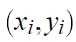 (x_i, y_i)